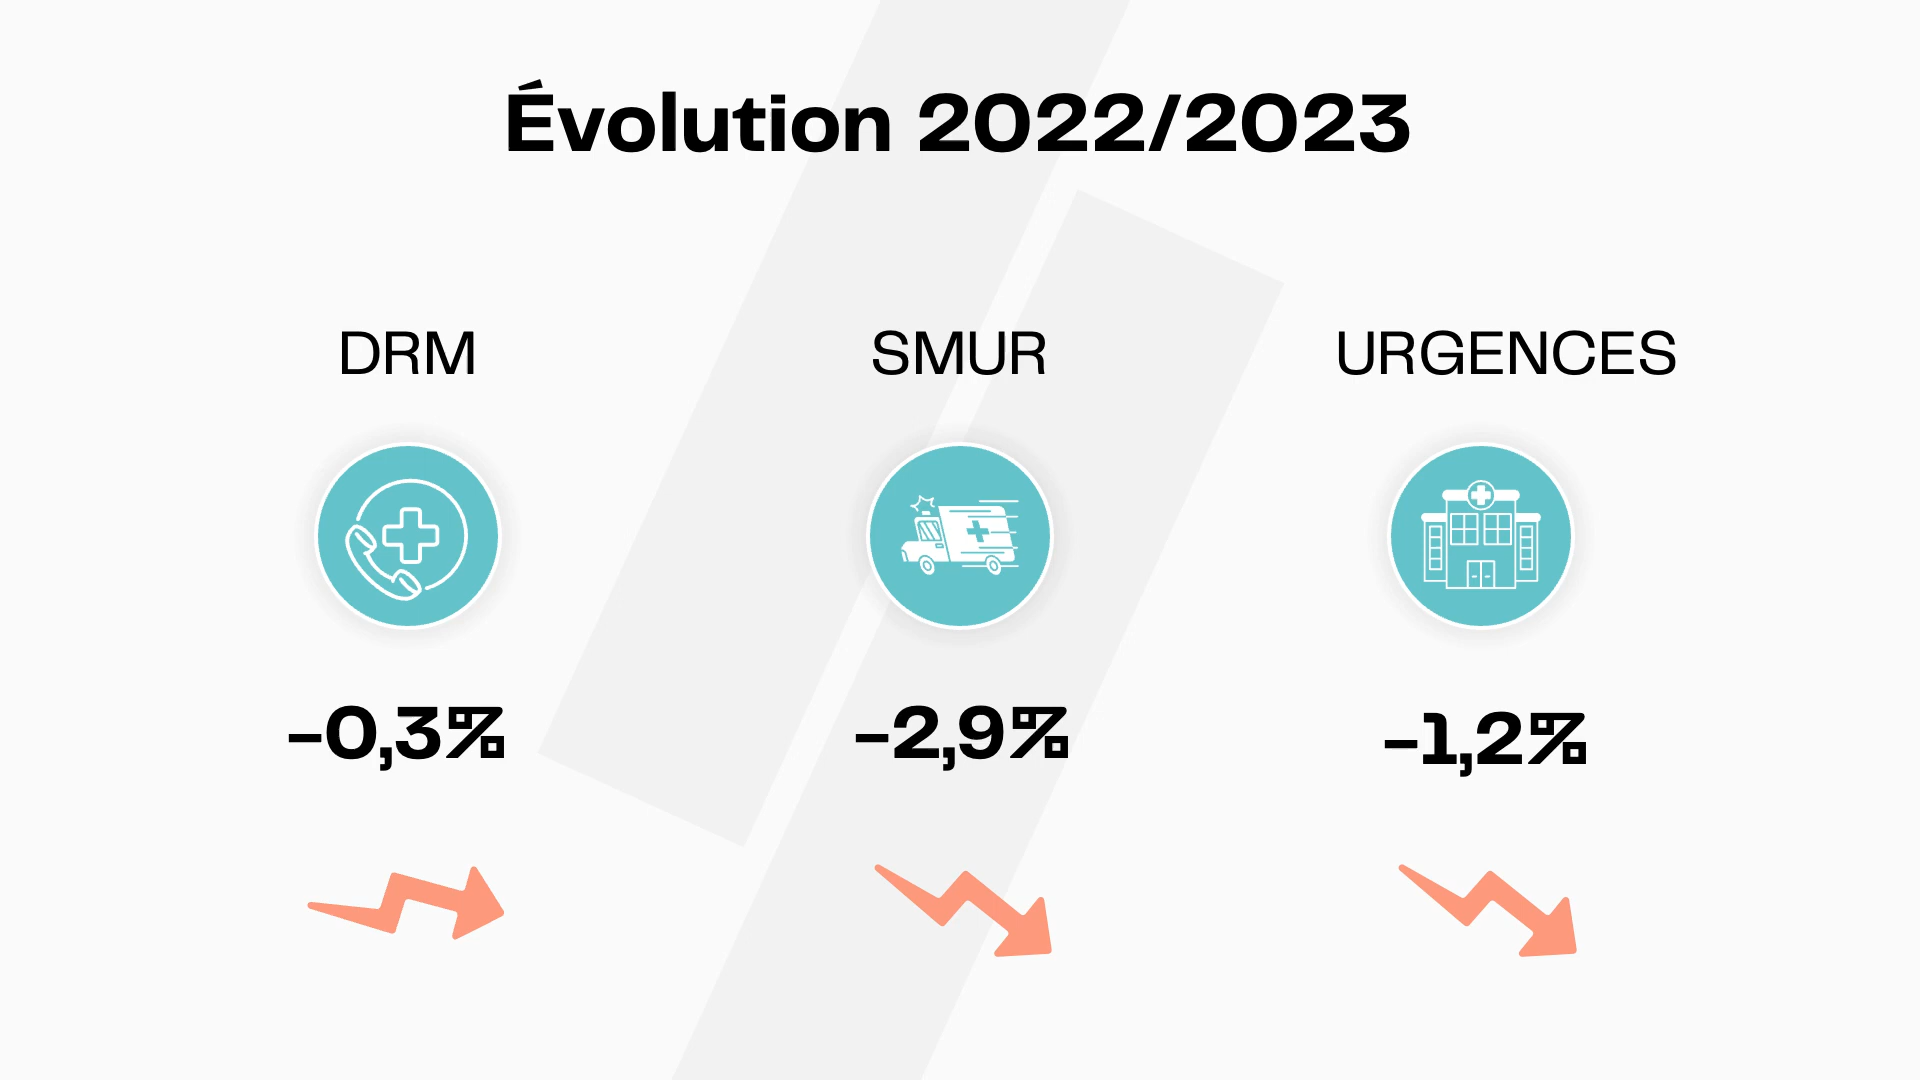 Évolution 2022/2023
DRM
SMUR
URGENCES
-0,3%
-2,9%
-1,2%